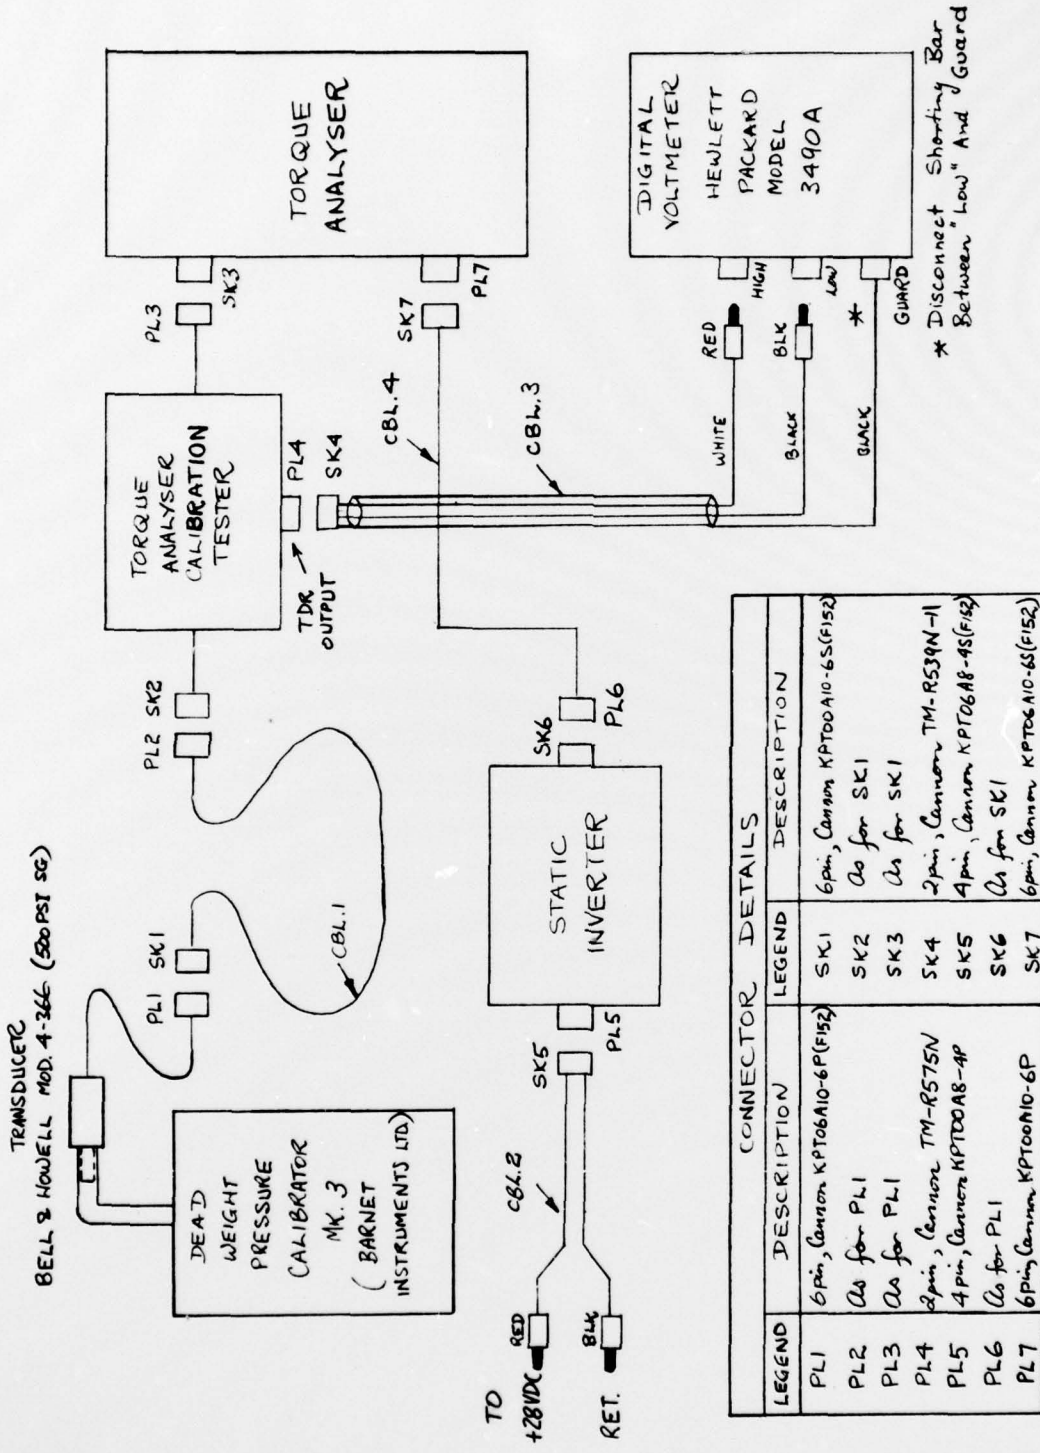 TRANSDUCER
BELL & HOWELL MOD. 4-366 (500 PSI SG)
DEAD
WEIGHT
PRESSURE
CALIBRATOR
MK.3
( BARNET
INSTRUMENTS LTD)
PL1
SK1
CBL.1
PL2
SK2
TORQUE
ANALYSER
CALIBRATION
TESTER
PL3
SK3
TORQUE
ANALYSER
PL4
SK4
TDR
OUTPUT
CBL.4
SK7
PL7
CBL.3
TO
+28VDC
RED
RET.
BLK
CBL.2
SK5
PL5
STATIC
INVERTER
SK6
PL6
WHITE
RED
HIGH
BLACK
BLK
LOW
BLACK
*
GUARD
DIGITAL
VOLTMETER
HEWLETT
PACKARD
MODEL
3490A
* Disconnect Shorting Bar
Between "Low" And Guard
CONNECTOR DETAILS
LEGEND DESCRIPTION LEGEND DESCRIPTION
PL1 6pin, Cannon KPT06A10-6P(F152) SK1 6pin, Cannon KPT00A10-6S(F152)
PL2 As for PL1 SK2 As for SK1
PL3 As for PL1 SK3 As for SK1
PL4 2pin, Cannon TM-R575N SK4 2pin, Cannon TM-R539N-11
PL5 4pin, Cannon KPT00A8-4P SK5 4pin, Cannon KPT06A8-4S(F152)
PL6 As for PL1 SK6 As for SK1
PL7 6pin, Cannon KPT00A10-6P SK7 6pin, Cannon KPT06A10-6S(F152)